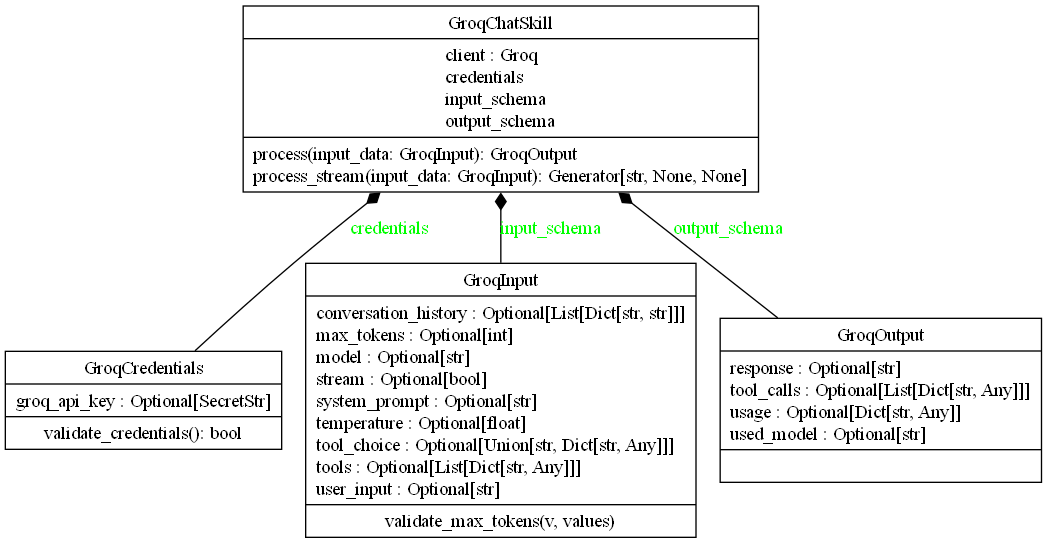 GroqChatSkill
client : Groq
credentials
input_schema
output_schema
process(input_data: GroqInput): GroqOutput
process_stream(input_data: GroqInput): Generator[str, None, None]
credentials
input_schema
output_schema
GroqCredentials
groq_api_key : Optional[SecretStr]
validate_credentials(): bool
GroqInput
conversation_history : Optional[List[Dict[str, str]]]
max_tokens : Optional[int]
model : Optional[str]
stream : Optional[bool]
system_prompt : Optional[str]
temperature : Optional[float]
tool_choice : Optional[Union[str, Dict[str, Any]]]
tools : Optional[List[Dict[str, Any]]]
user_input : Optional[str]
validate_max_tokens(v, values)
GroqOutput
response : Optional[str]
tool_calls : Optional[List[Dict[str, Any]]]
usage : Optional[Dict[str, Any]]
used_model : Optional[str]